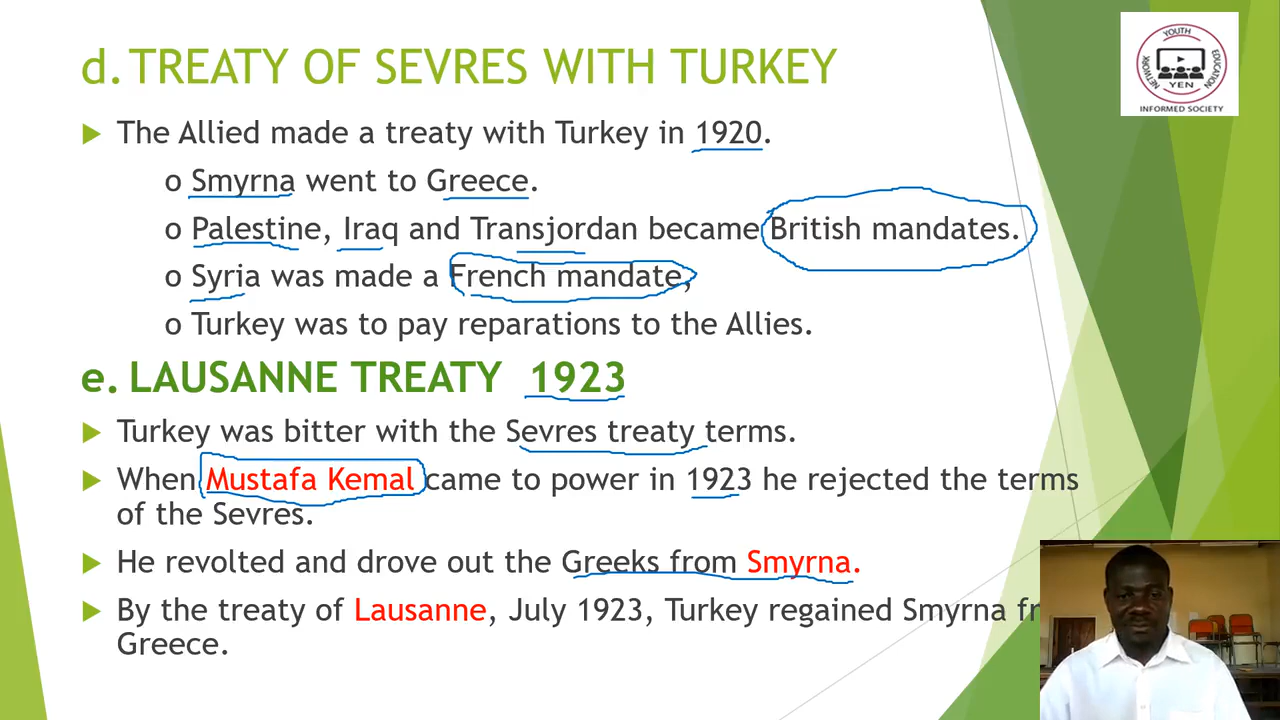 d. TREATY OF SEVRES WITH TURKEY
YOUTH
EDUCATION
NETWORK
YEN
INFORMED SOCIETY
The Allied made a treaty with Turkey in 1920.
o Smyrna went to Greece.
o Palestine, Iraq and Transjordan became British mandates.
o Syria was made a French mandate,
o Turkey was to pay reparations to the Allies.
e. LAUSANNE TREATY 1923
Turkey was bitter with the Sevres treaty terms.
When Mustafa Kemal came to power in 1923 he rejected the terms
of the Sevres.
He revolted and drove out the Greeks from Smyrna.
By the treaty of Lausanne, July 1923, Turkey regained Smyrna
Greece.